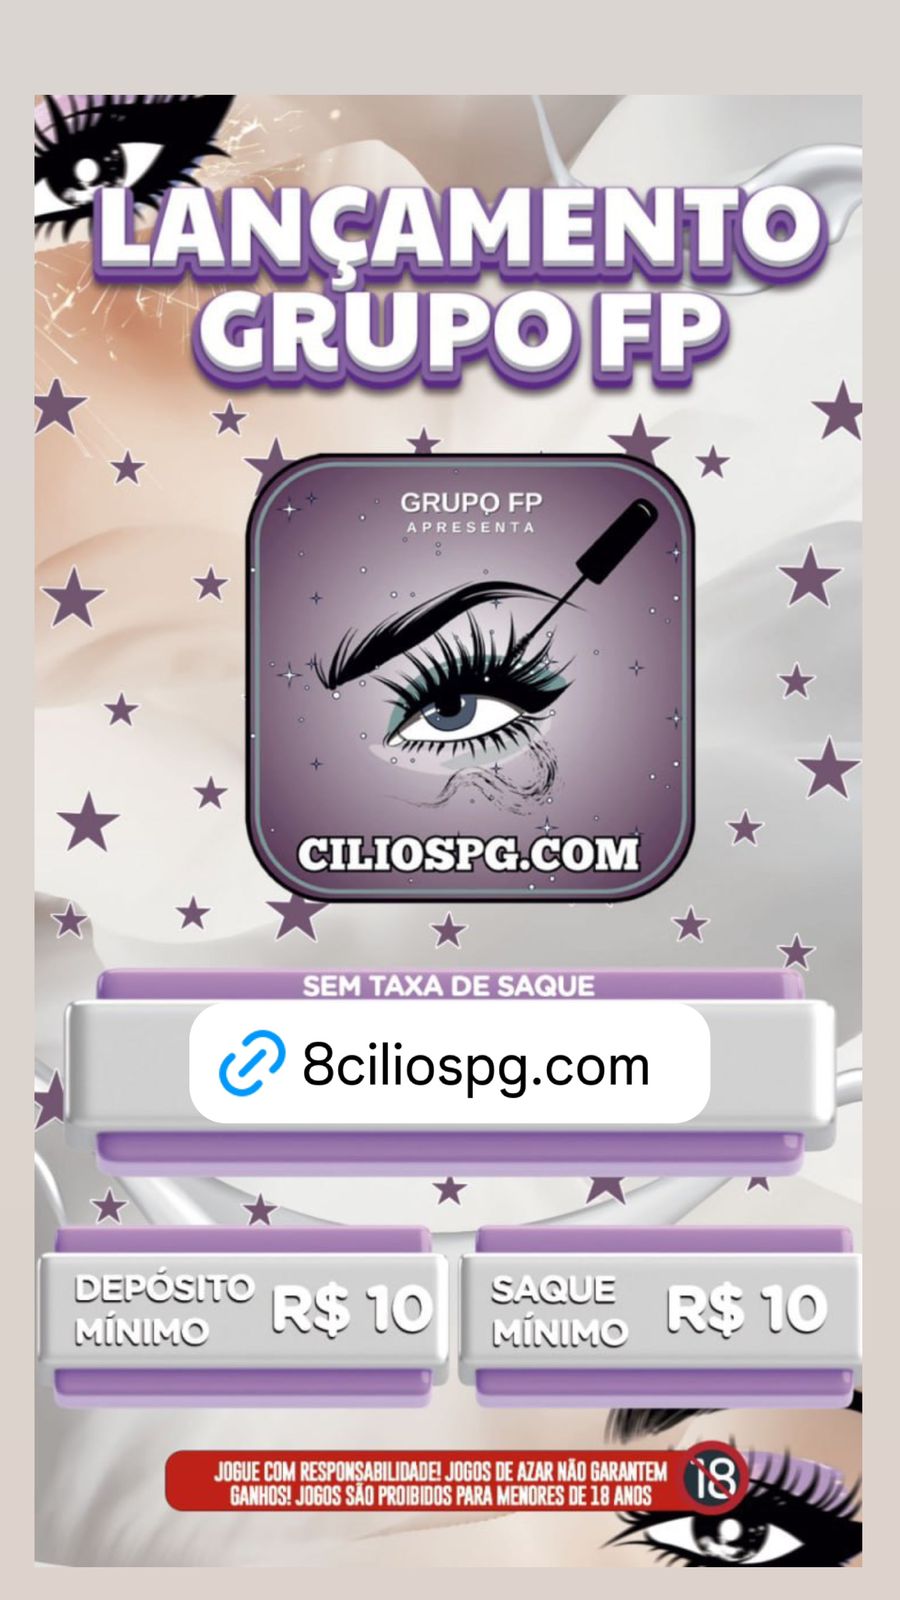 LANÇAMENTO
GRUPO FP
GRUPO FP
APRESENTA
CILIOSPG.COM
SEM TAXA DE SAQUE
8ciliospg.com
DEPÓSITO
MÍNIMO
R$ 10
SAQUE
MÍNIMO
R$ 10
JOGUE COM RESPONSABILIDADE! JOGOS DE AZAR NÃO GARANTEM
GANHOS! JOGOS SÃO PROIBIDOS PARA MENORES DE 18 ANOS
18